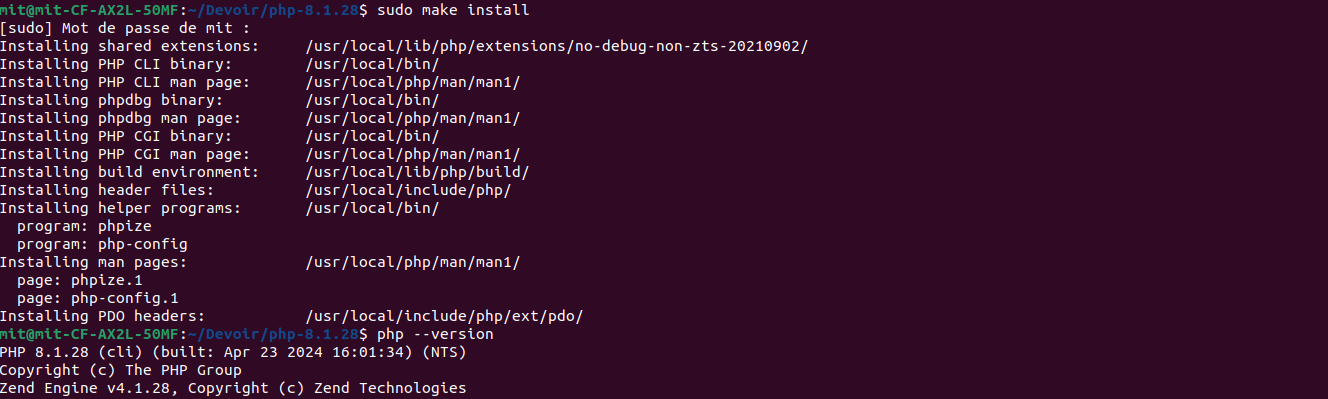 mit@mit-CF-AX2L-50MF:~/Devoir/php-8.1.28$ sudo make install
[sudo] Mot de passe de mit :
Installing shared extensions:     /usr/local/lib/php/extensions/no-debug-non-zts-20210902/
Installing PHP CLI binary:        /usr/local/bin/
Installing PHP CLI man page:      /usr/local/php/man/man1/
Installing phpdbg binary:         /usr/local/bin/
Installing phpdbg man page:       /usr/local/php/man/man1/
Installing PHP CGI binary:        /usr/local/bin/
Installing PHP CGI man page:      /usr/local/php/man/man1/
Installing build environment:     /usr/local/lib/php/build/
Installing header files:          /usr/local/include/php/
Installing helper programs:       /usr/local/bin/
  program: phpize
  program: php-config
Installing man pages:             /usr/local/php/man/man1/
  page: phpize.1
  page: php-config.1
Installing PDO headers:           /usr/local/include/php/ext/pdo/
mit@mit-CF-AX2L-50MF:~/Devoir/php-8.1.28$ php --version
PHP 8.1.28 (cli) (built: Apr 23 2024 16:01:34) (NTS)
Copyright (c) The PHP Group
Zend Engine v4.1.28, Copyright (c) Zend Technologies